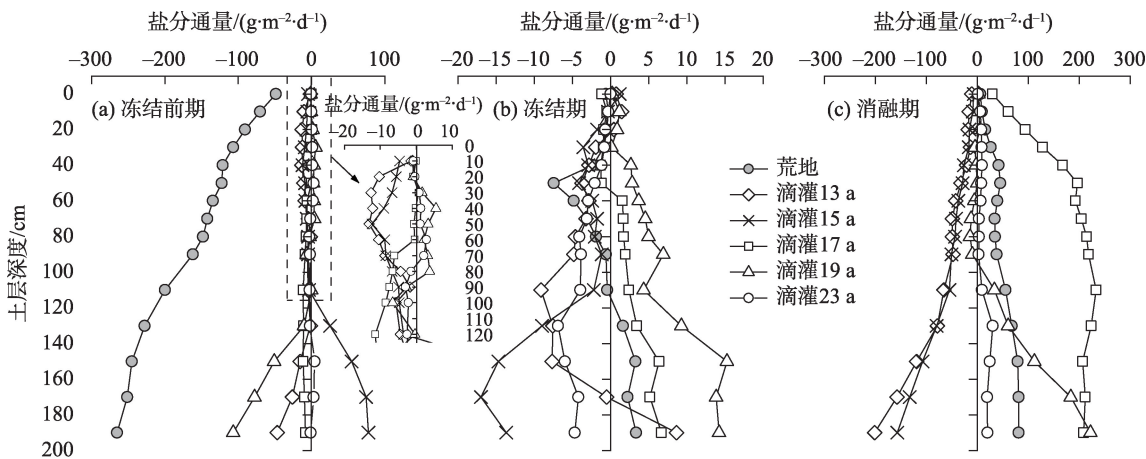 盐分通量/(g·m⁻²·d⁻¹)
盐分通量/(g·m⁻²·d⁻¹)
盐分通量/(g·m⁻²·d⁻¹)
−300 −200 −100 0 100
−20 −15 −10 −5 0 5 10 15 20
−300 −200 −100 0 100 200 300
(a) 冻结前期
盐分通量/(g·m⁻²·d⁻¹)
−20 −10 0 10
(b) 冻结期
(c) 消融期
土层深度/cm
0
20
40
60
80
100
120
140
160
180
200
0
10
20
30
40
50
60
70
80
90
100
110
120
荒地
滴灌13 a
滴灌15 a
滴灌17 a
滴灌19 a
滴灌23 a